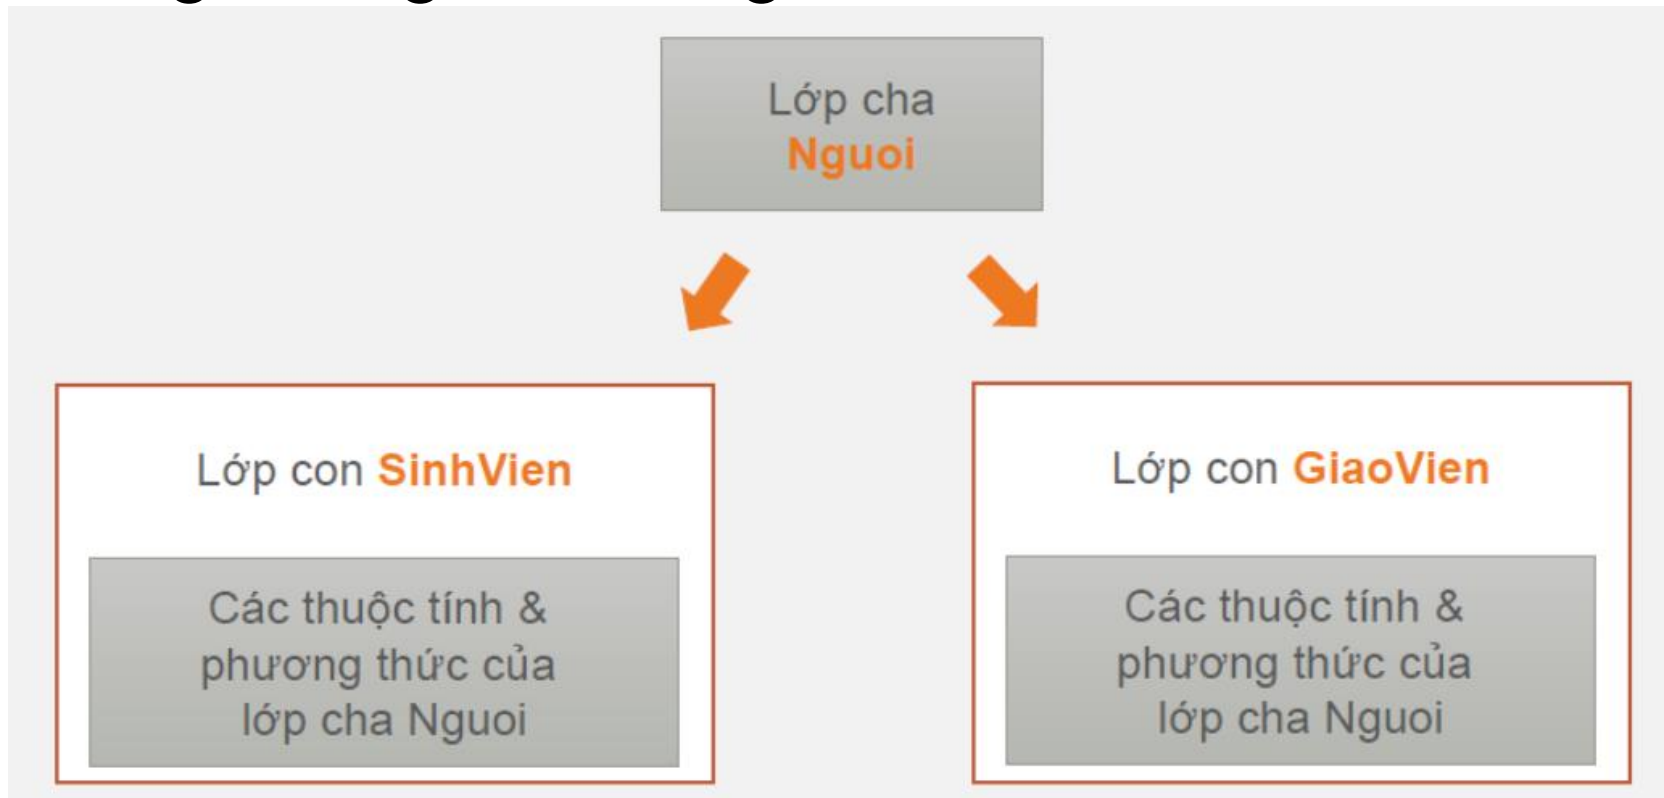 Lớp cha
Nguoi
Lớp con SinhVien
Các thuộc tính &
phương thức của
lớp cha Nguoi
Lớp con GiaoVien
Các thuộc tính &
phương thức của
lớp cha Nguoi